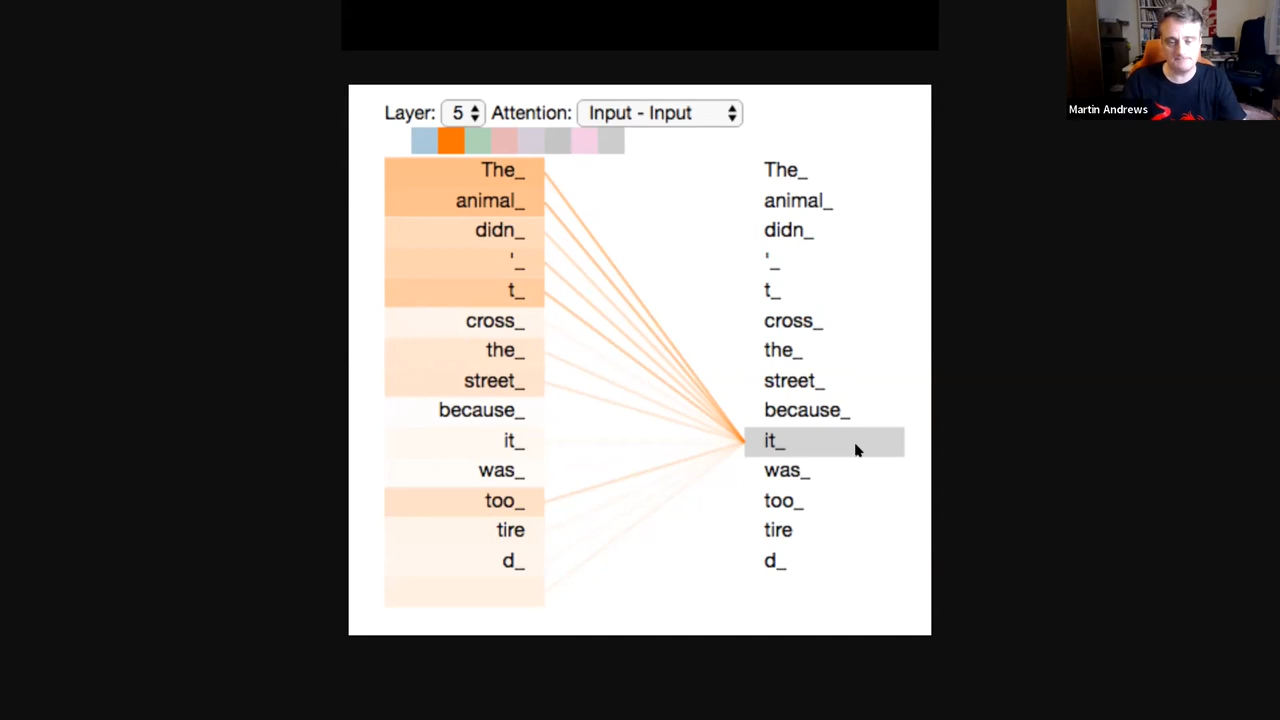 Layer: 5 Attention: Input - Input
Martin Andrews
The_ The_
animal_ animal_
didn_ didn_
'_ '_
t_ t_
cross_ cross_
the_ the_
street_ street_
because_ because_
it_ it_
was_ was_
too_ too_
tire tire
d_ d_